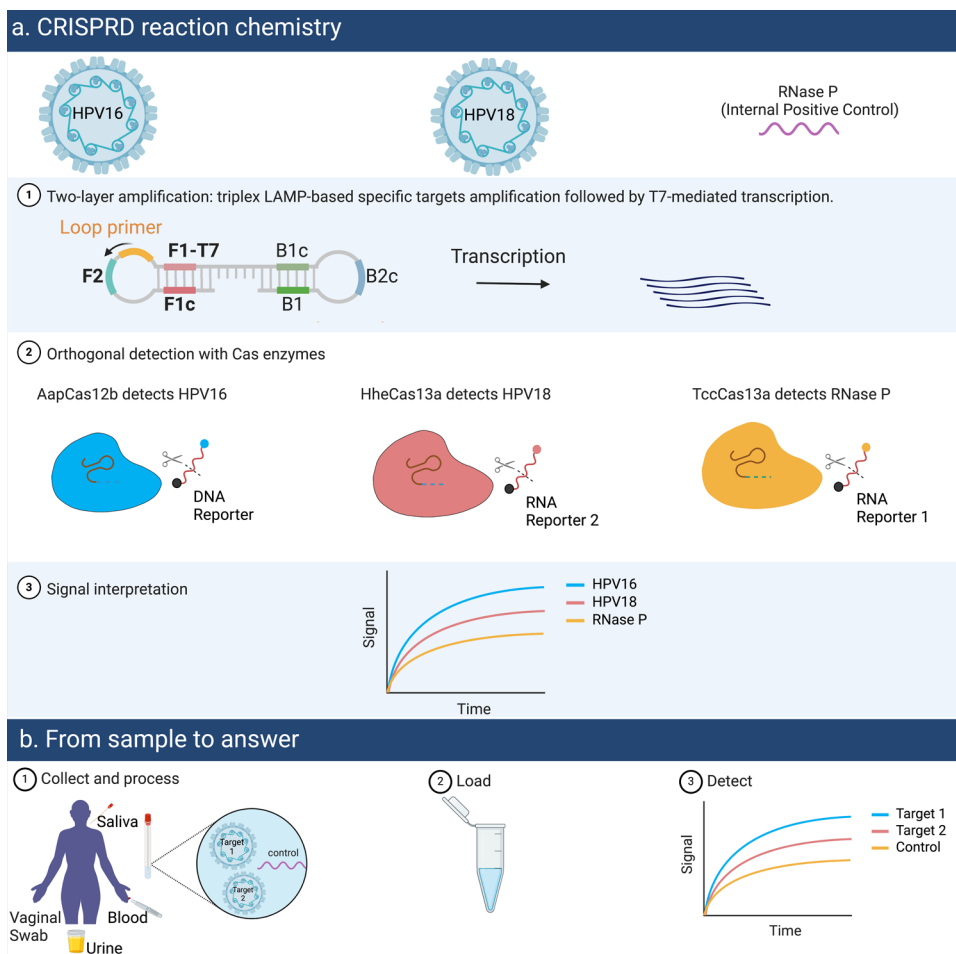 a. CRISPRD reaction chemistry
HPV16
HPV18
RNase P
(Internal Positive Control)
1 Two-layer amplification: triplex LAMP-based specific targets amplification followed by T7-mediated transcription.
Loop primer
F2
F1-T7
F1c
B1c
B1
B2c
Transcription
2 Orthogonal detection with Cas enzymes
AapCas12b detects HPV16
DNA
Reporter
HheCas13a detects HPV18
RNA
Reporter 2
TccCas13a detects RNase P
RNA
Reporter 1
3 Signal interpretation
Signal
Time
HPV16
HPV18
RNase P
b. From sample to answer
1 Collect and process
Saliva
Vaginal
Swab
Blood
Urine
Target
1
control
Target
2
2 Load
3 Detect
Signal
Time
Target 1
Target 2
Control